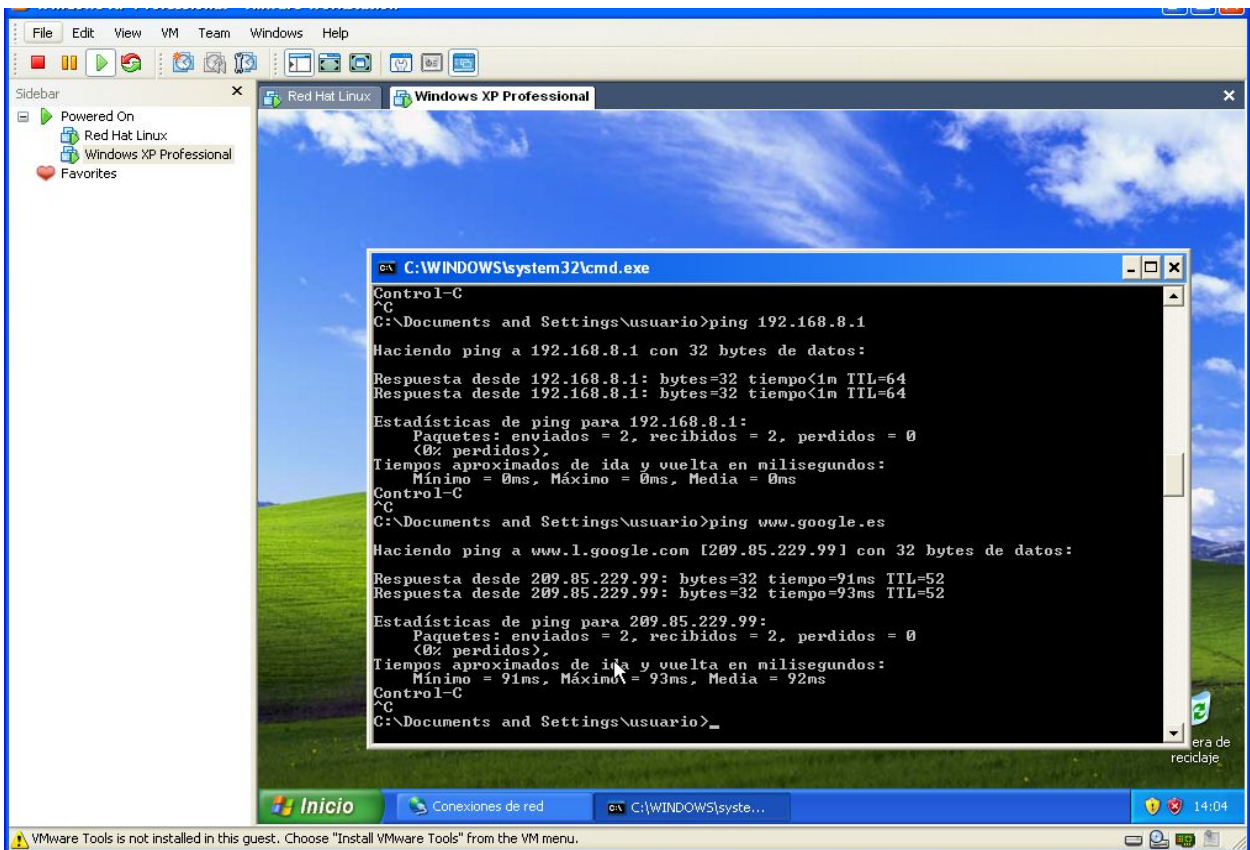 File Edit View VM Team Windows Help
Sidebar
Powered On
Red Hat Linux
Windows XP Professional
Favorites
Red Hat Linux
Windows XP Professional
C:\WINDOWS\system32\cmd.exe
Control-C
^C
C:\Documents and Settings\usuario>ping 192.168.8.1
Haciendo ping a 192.168.8.1 con 32 bytes de datos:
Respuesta desde 192.168.8.1: bytes=32 tiempo<1m TTL=64
Respuesta desde 192.168.8.1: bytes=32 tiempo<1m TTL=64
Estadísticas de ping para 192.168.8.1:
Paquetes: enviados = 2, recibidos = 2, perdidos = 0
(0% perdidos),
Tiempos aproximados de ida y vuelta en milisegundos:
Mínimo = 0ms, Máximo = 0ms, Media = 0ms
Control-C
^C
C:\Documents and Settings\usuario>ping www.google.es
Haciendo ping a www.l.google.com [209.85.229.99] con 32 bytes de datos:
Respuesta desde 209.85.229.99: bytes=32 tiempo=91ms TTL=52
Respuesta desde 209.85.229.99: bytes=32 tiempo=93ms TTL=52
Estadísticas de ping para 209.85.229.99:
Paquetes: enviados = 2, recibidos = 2, perdidos = 0
(0% perdidos),
Tiempos aproximados de ida y vuelta en milisegundos:
Mínimo = 91ms, Máximo = 93ms, Media = 92ms
Control-C
^C
C:\Documents and Settings\usuario>_
era de
reciclaje
Inicio
Conexiones de red
C:\WINDOWS\syste...
14:04
VMware Tools is not installed in this guest. Choose "Install VMware Tools" from the VM menu.